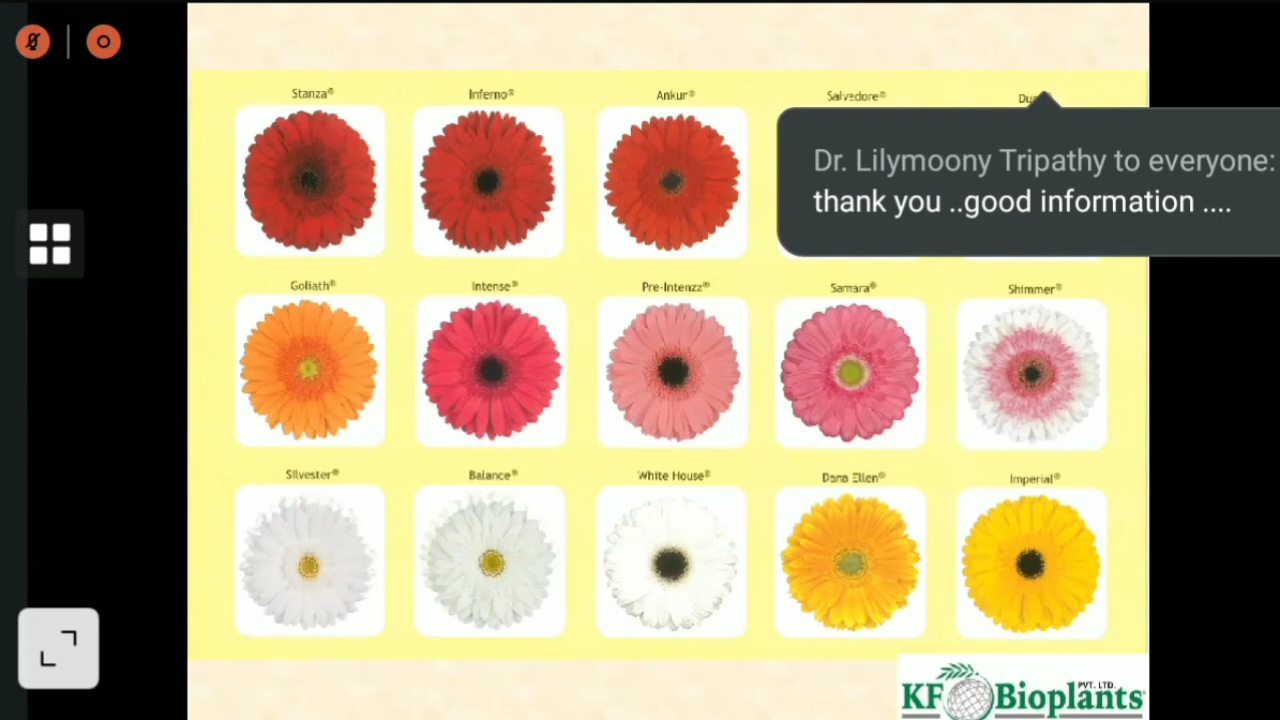 Stanza®
Inferno®
Ankur®
Salvedore®
Dr. Lilymoony Tripathy to everyone:
thank you ..good information ....
Goliath®
Intense®
Pre-Intenzz®
Samara®
Shimmer®
Silvester®
Balance®
White House®
Dana Ellen®
Imperial®
KF Bioplants PVT. LTD.